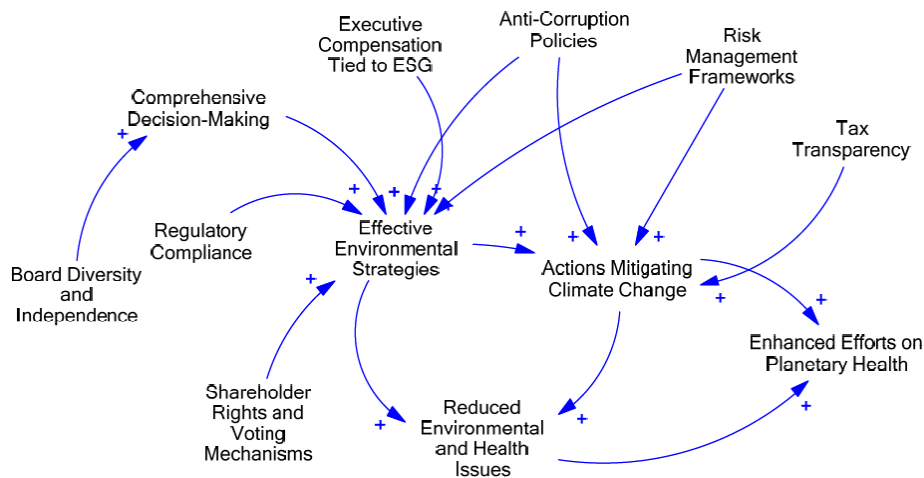 Executive
Compensation
Tied to ESG
Anti-Corruption
Policies
Risk
Management
Frameworks
Comprehensive
Decision-Making
+
Tax
Transparency
Regulatory
Compliance
+
+
+
+
Effective
Environmental
Strategies
+
+
+
Board Diversity
and
Independence
+
Actions Mitigating
Climate Change
+
+
Enhanced Efforts on
Planetary Health
Shareholder
Rights and
Voting
Mechanisms
+
Reduced
Environmental
and Health
Issues
+
+